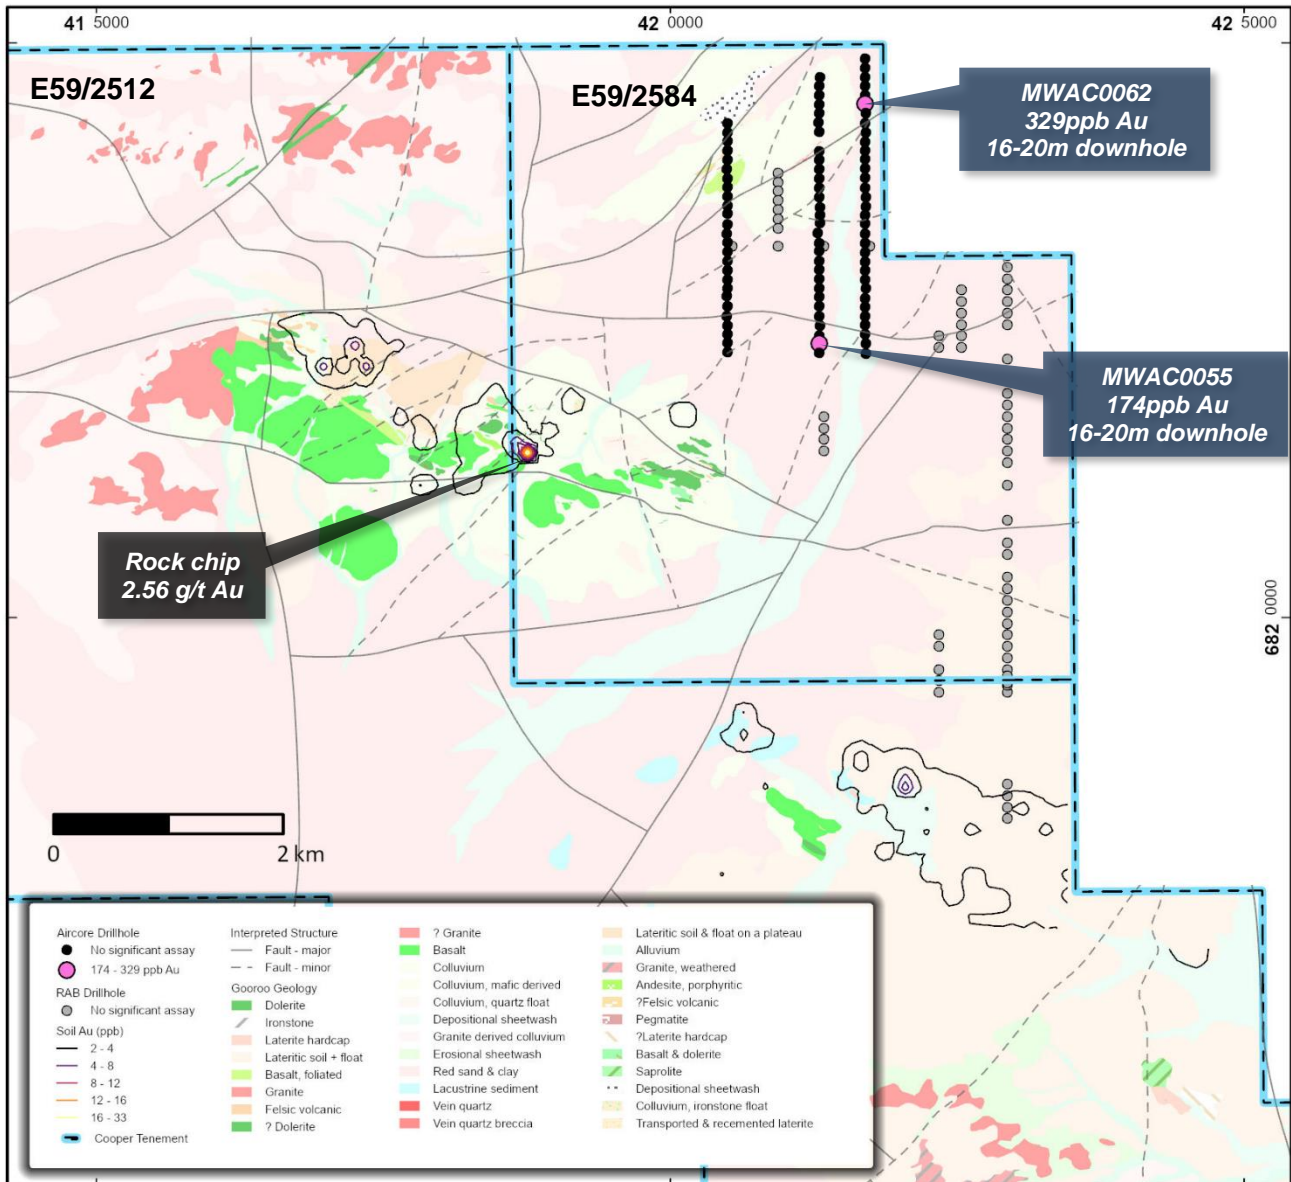 41 5000
42 0000
42 5000
E59/2512
E59/2584
MWAC0062
329ppb Au
16-20m downhole
MWAC0055
174ppb Au
16-20m downhole
Rock chip
2.56 g/t Au
682 0000
0
2 km
Aircore Drillhole
No significant assay
174 - 329 ppb Au
RAB Drillhole
No significant assay
Soil Au (ppb)
2 - 4
4 - 8
8 - 12
12 - 16
16 - 33
Cooper Tenement
Interpreted Structure
Fault - major
Fault - minor
Gooroo Geology
Dolerite
Ironstone
Laterite hardcap
Lateritic soil + float
Basalt, foliated
Granite
Felsic volcanic
? Dolerite
? Granite
Basalt
Colluvium
Colluvium, mafic derived
Colluvium, quartz float
Depositional sheetwash
Granite derived colluvium
Erosional sheetwash
Red sand & clay
Lacustrine sediment
Vein quartz
Vein quartz breccia
Lateritic soil & float on a plateau
Alluvium
Granite, weathered
Andesite, porphyritic
?Felsic volcanic
Pegmatite
?Laterite hardcap
Basalt & dolerite
Saprolite
Depositional sheetwash
Colluvium, ironstone float
Transported & recemented laterite